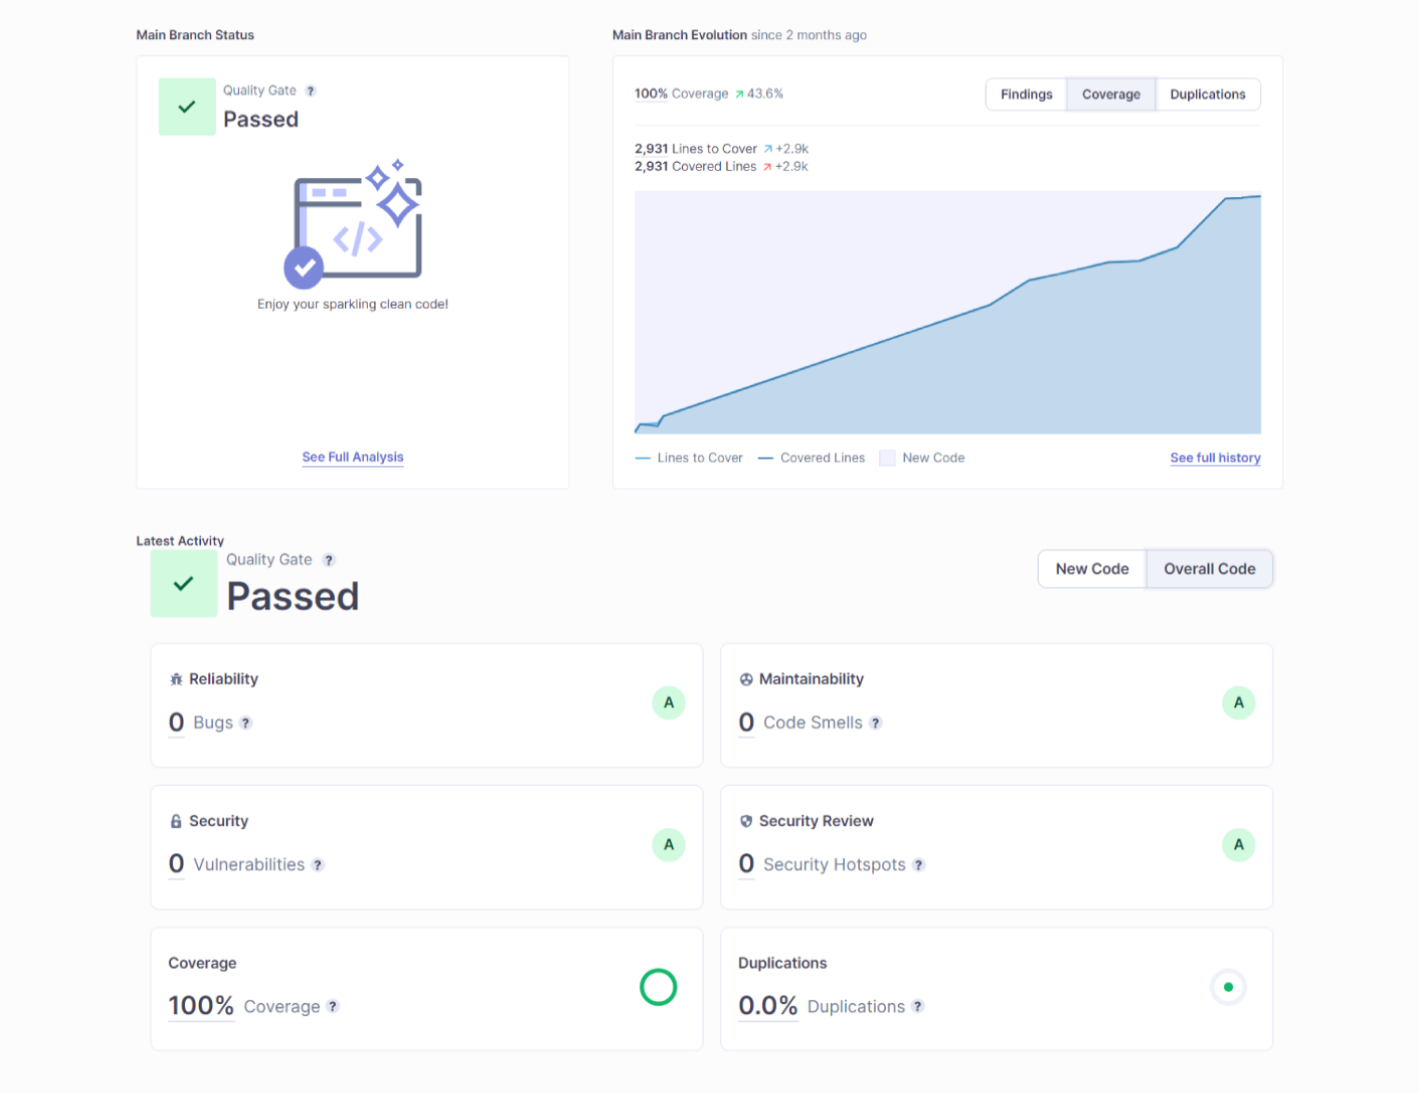 Main Branch Status
Quality Gate ?
Passed
Enjoy your sparkling clean code!
See Full Analysis
Main Branch Evolution since 2 months ago
100% Coverage 43.6%
Findings
Coverage
Duplications
2,931 Lines to Cover +2.9k
2,931 Covered Lines +2.9k
Lines to Cover Covered Lines New Code
See full history
Latest Activity
Quality Gate ?
Passed
New Code
Overall Code
Reliability
0 Bugs ?
A
Maintainability
0 Code Smells ?
A
Security
0 Vulnerabilities ?
A
Security Review
0 Security Hotspots ?
A
Coverage
100% Coverage ?
Duplications
0.0% Duplications ?